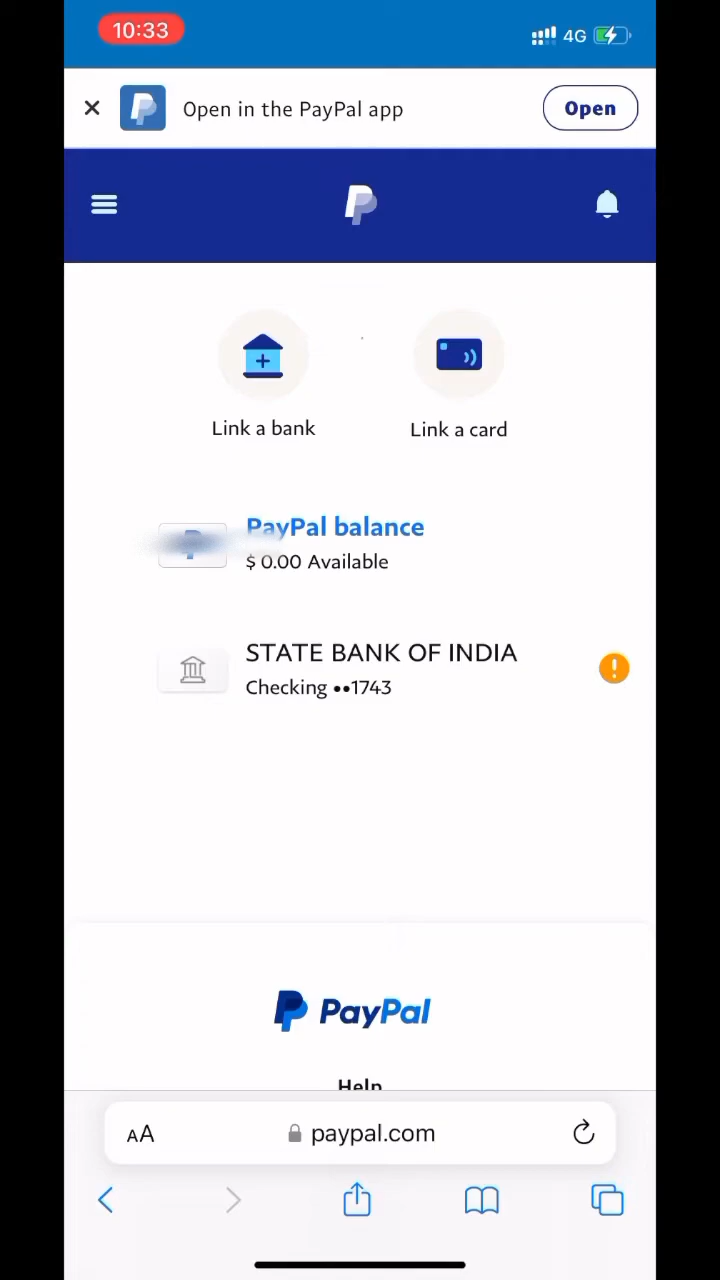 10:33
4G
× Open in the PayPal app Open
Link a bank Link a card
PayPal balance
$ 0.00 Available
STATE BANK OF INDIA
Checking ••1743
PayPal
Help
AA paypal.com